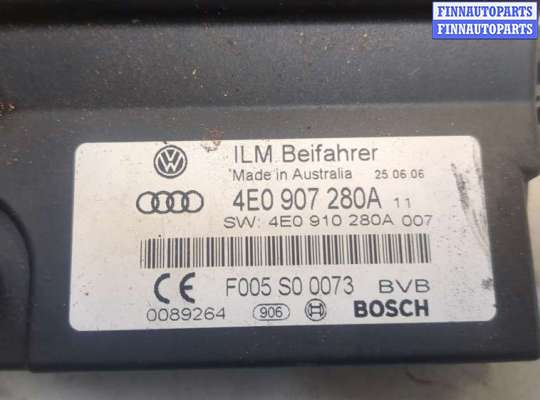 FINNAUTOPARTS
FINNAUTOPARTS
ILM Beifahrer
Made in Australia 25 06 06
4E0 907 280A 11
SW: 4E0 910 280A 007
F005 S0 0073 BVB
0089264 906 BOSCH